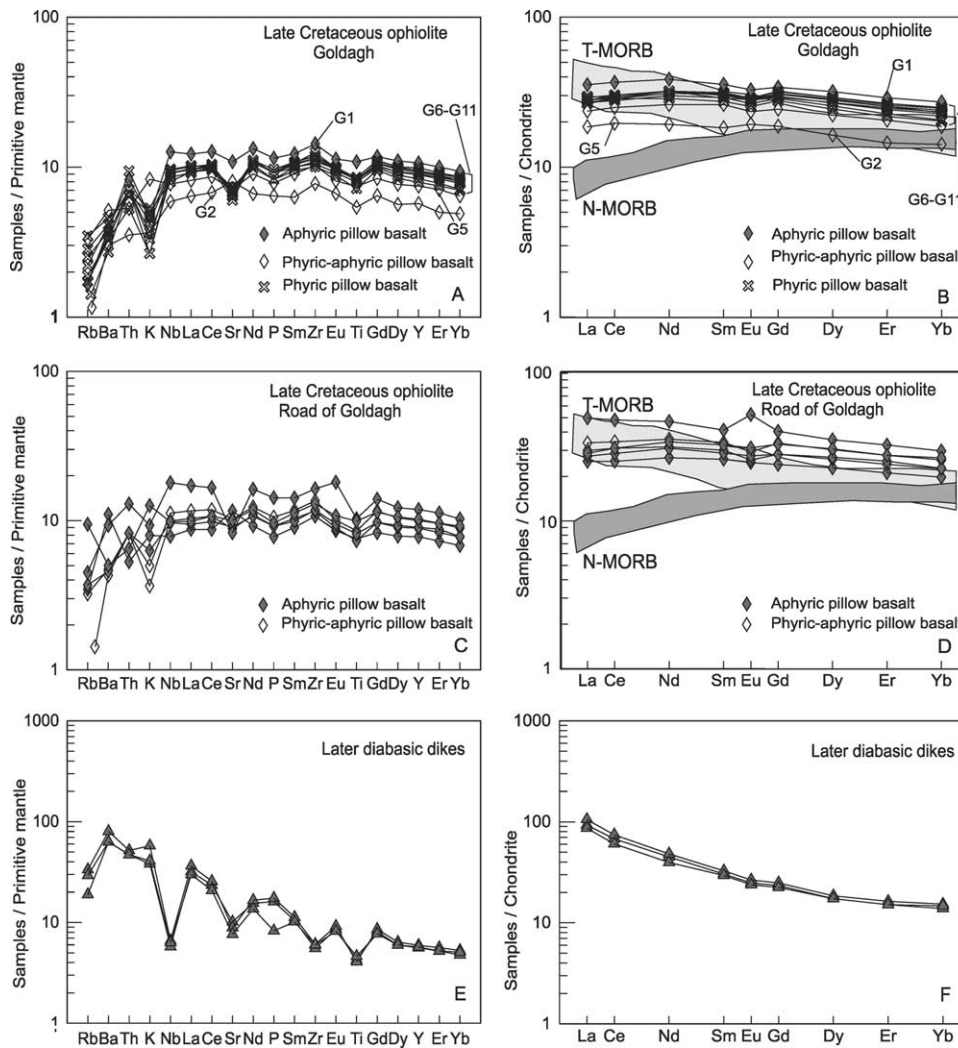 100
Late Cretaceous ophiolite
Goldagh
G1
G6-G11
Samples / Primitive mantle
10
G2
G5
Aphyric pillow basalt
Phyric-aphyric pillow basalt
Phyric pillow basalt
A
1
Rb Ba Th K Nb La Ce Sr Nd P Sm Zr Eu Ti Gd Dy Y Er Yb
100
Late Cretaceous ophiolite
Goldagh
T-MORB
G1
Samples / Chondrite
G5
G2
10
N-MORB
G6-G11
Aphyric pillow basalt
Phyric-aphyric pillow basalt
Phyric pillow basalt
B
1
La Ce Nd Sm Eu Gd Dy Er Yb
100
Late Cretaceous ophiolite
Road of Goldagh
Samples / Primitive mantle
10
Aphyric pillow basalt
Phyric-aphyric pillow basalt
C
1
Rb Ba Th K Nb La Ce Sr Nd P Sm Zr Eu Ti Gd Dy Y Er Yb
100
Late Cretaceous ophiolite
Road of Goldagh
T-MORB
Samples / Chondrite
10
N-MORB
Aphyric pillow basalt
Phyric-aphyric pillow basalt
D
1
La Ce Nd Sm Eu Gd Dy Er Yb
1000
Later diabasic dikes
Samples / Primitive mantle
100
10
E
1
Rb Ba Th K Nb La Ce Sr Nd P Sm Zr Eu Ti Gd Dy Y Er Yb
1000
Later diabasic dikes
Samples / Chondrite
100
10
F
1
La Ce Nd Sm Eu Gd Dy Er Yb